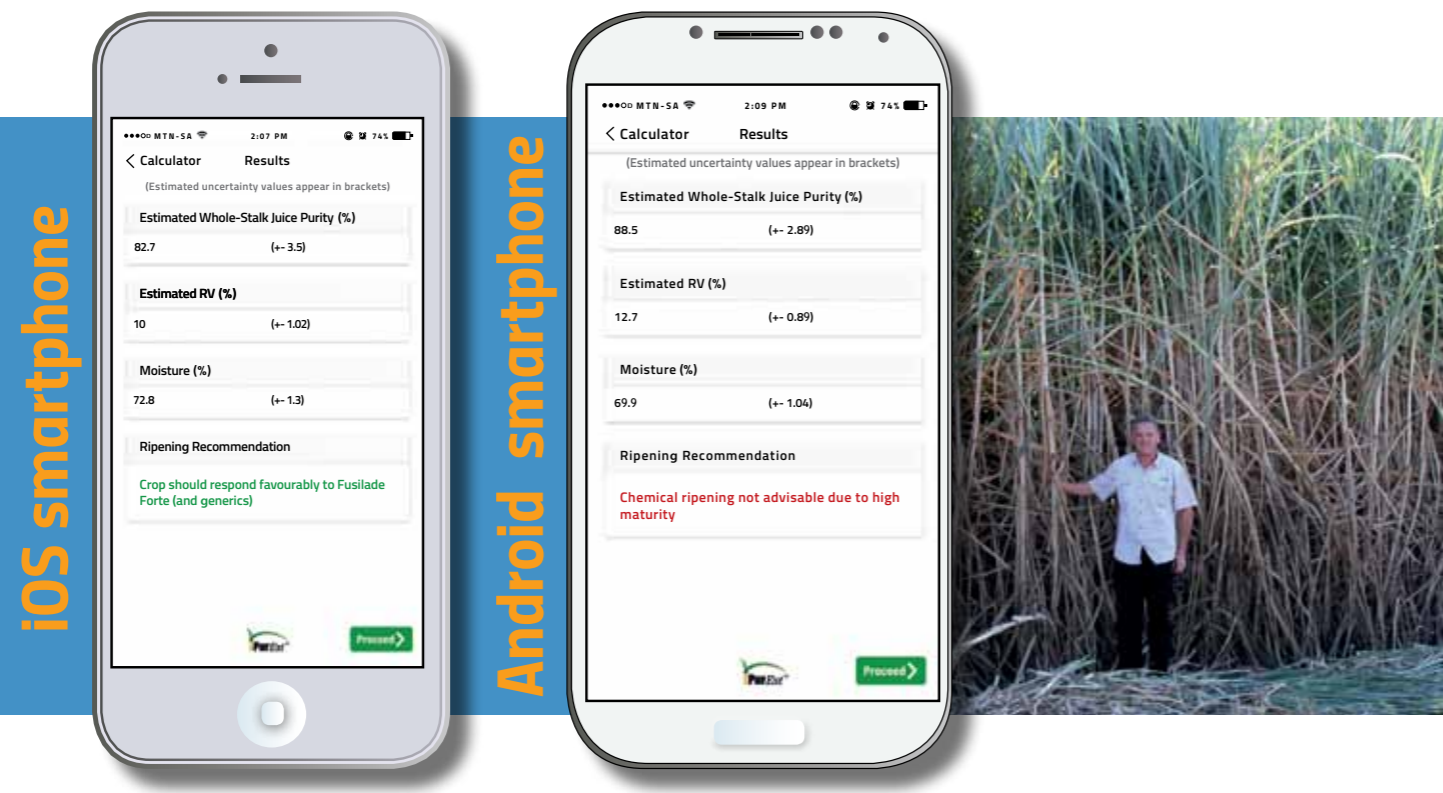 iOS smartphone
●●●○○ MTN-SA 2:07 PM 74%
< Calculator Results
(Estimated uncertainty values appear in brackets)
Estimated Whole-Stalk Juice Purity (%)
82.7 (+- 3.5)
Estimated RV (%)
10 (+- 1.02)
Moisture (%)
72.8 (+- 1.3)
Ripening Recommendation
Crop should respond favourably to Fusilade
Forte (and generics)
PurEst
Proceed >
Android smartphone
●●●○○ MTN-SA 2:09 PM 74%
< Calculator Results
(Estimated uncertainty values appear in brackets)
Estimated Whole-Stalk Juice Purity (%)
88.5 (+- 2.89)
Estimated RV (%)
12.7 (+- 0.89)
Moisture (%)
69.9 (+- 1.04)
Ripening Recommendation
Chemical ripening not advisable due to high
maturity
PurEst
Proceed >